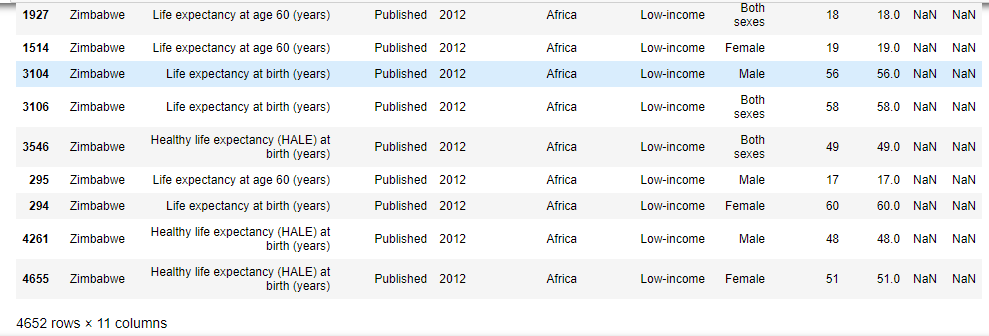 1927 Zimbabwe Life expectancy at age 60 (years) Published 2012 Africa Low-income Both sexes 18 18.0 NaN NaN
1514 Zimbabwe Life expectancy at age 60 (years) Published 2012 Africa Low-income Female 19 19.0 NaN NaN
3104 Zimbabwe Life expectancy at birth (years) Published 2012 Africa Low-income Male 56 56.0 NaN NaN
3106 Zimbabwe Life expectancy at birth (years) Published 2012 Africa Low-income Both sexes 58 58.0 NaN NaN
3546 Zimbabwe Healthy life expectancy (HALE) at birth (years) Published 2012 Africa Low-income Both sexes 49 49.0 NaN NaN
295 Zimbabwe Life expectancy at age 60 (years) Published 2012 Africa Low-income Male 17 17.0 NaN NaN
294 Zimbabwe Life expectancy at birth (years) Published 2012 Africa Low-income Female 60 60.0 NaN NaN
4261 Zimbabwe Healthy life expectancy (HALE) at birth (years) Published 2012 Africa Low-income Male 48 48.0 NaN NaN
4655 Zimbabwe Healthy life expectancy (HALE) at birth (years) Published 2012 Africa Low-income Female 51 51.0 NaN NaN
4652 rows × 11 columns